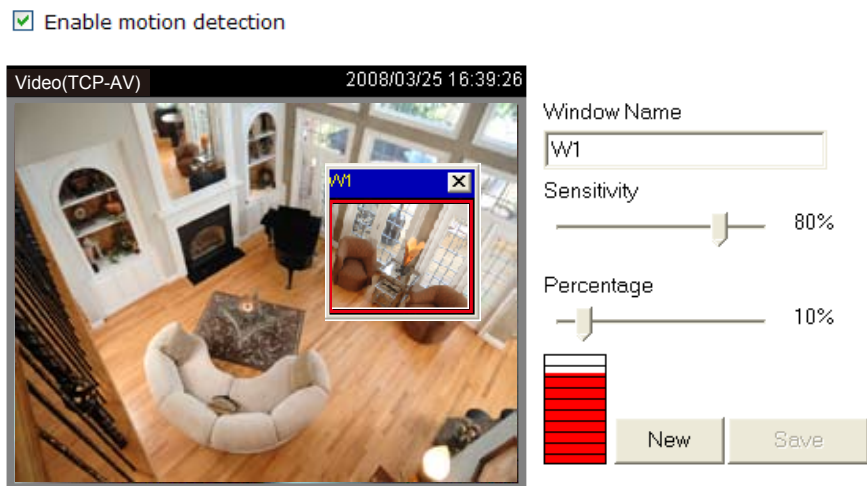 Enable motion detection
Video(TCP-AV) 2008/03/25 16:39:26
Window Name
W1
W1
Sensitivity
80%
Percentage
10%
New Save